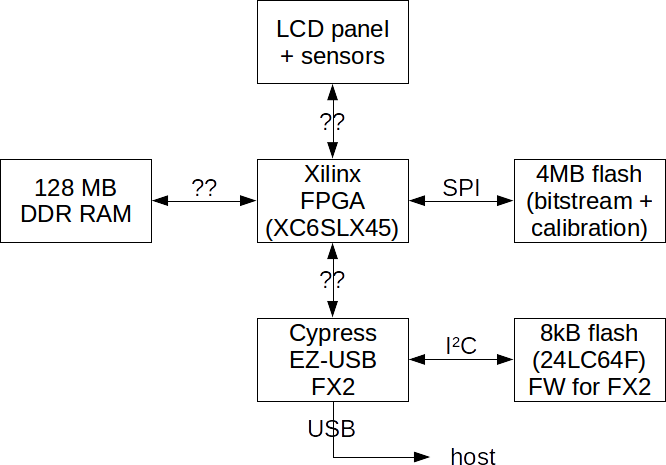 LCD panel
+ sensors
??
128 MB
DDR RAM
??
Xilinx
FPGA
(XC6SLX45)
SPI
4MB flash
(bitstream +
calibration)
??
Cypress
EZ-USB
FX2
I²C
8kB flash
(24LC64F)
FW for FX2
USB
host